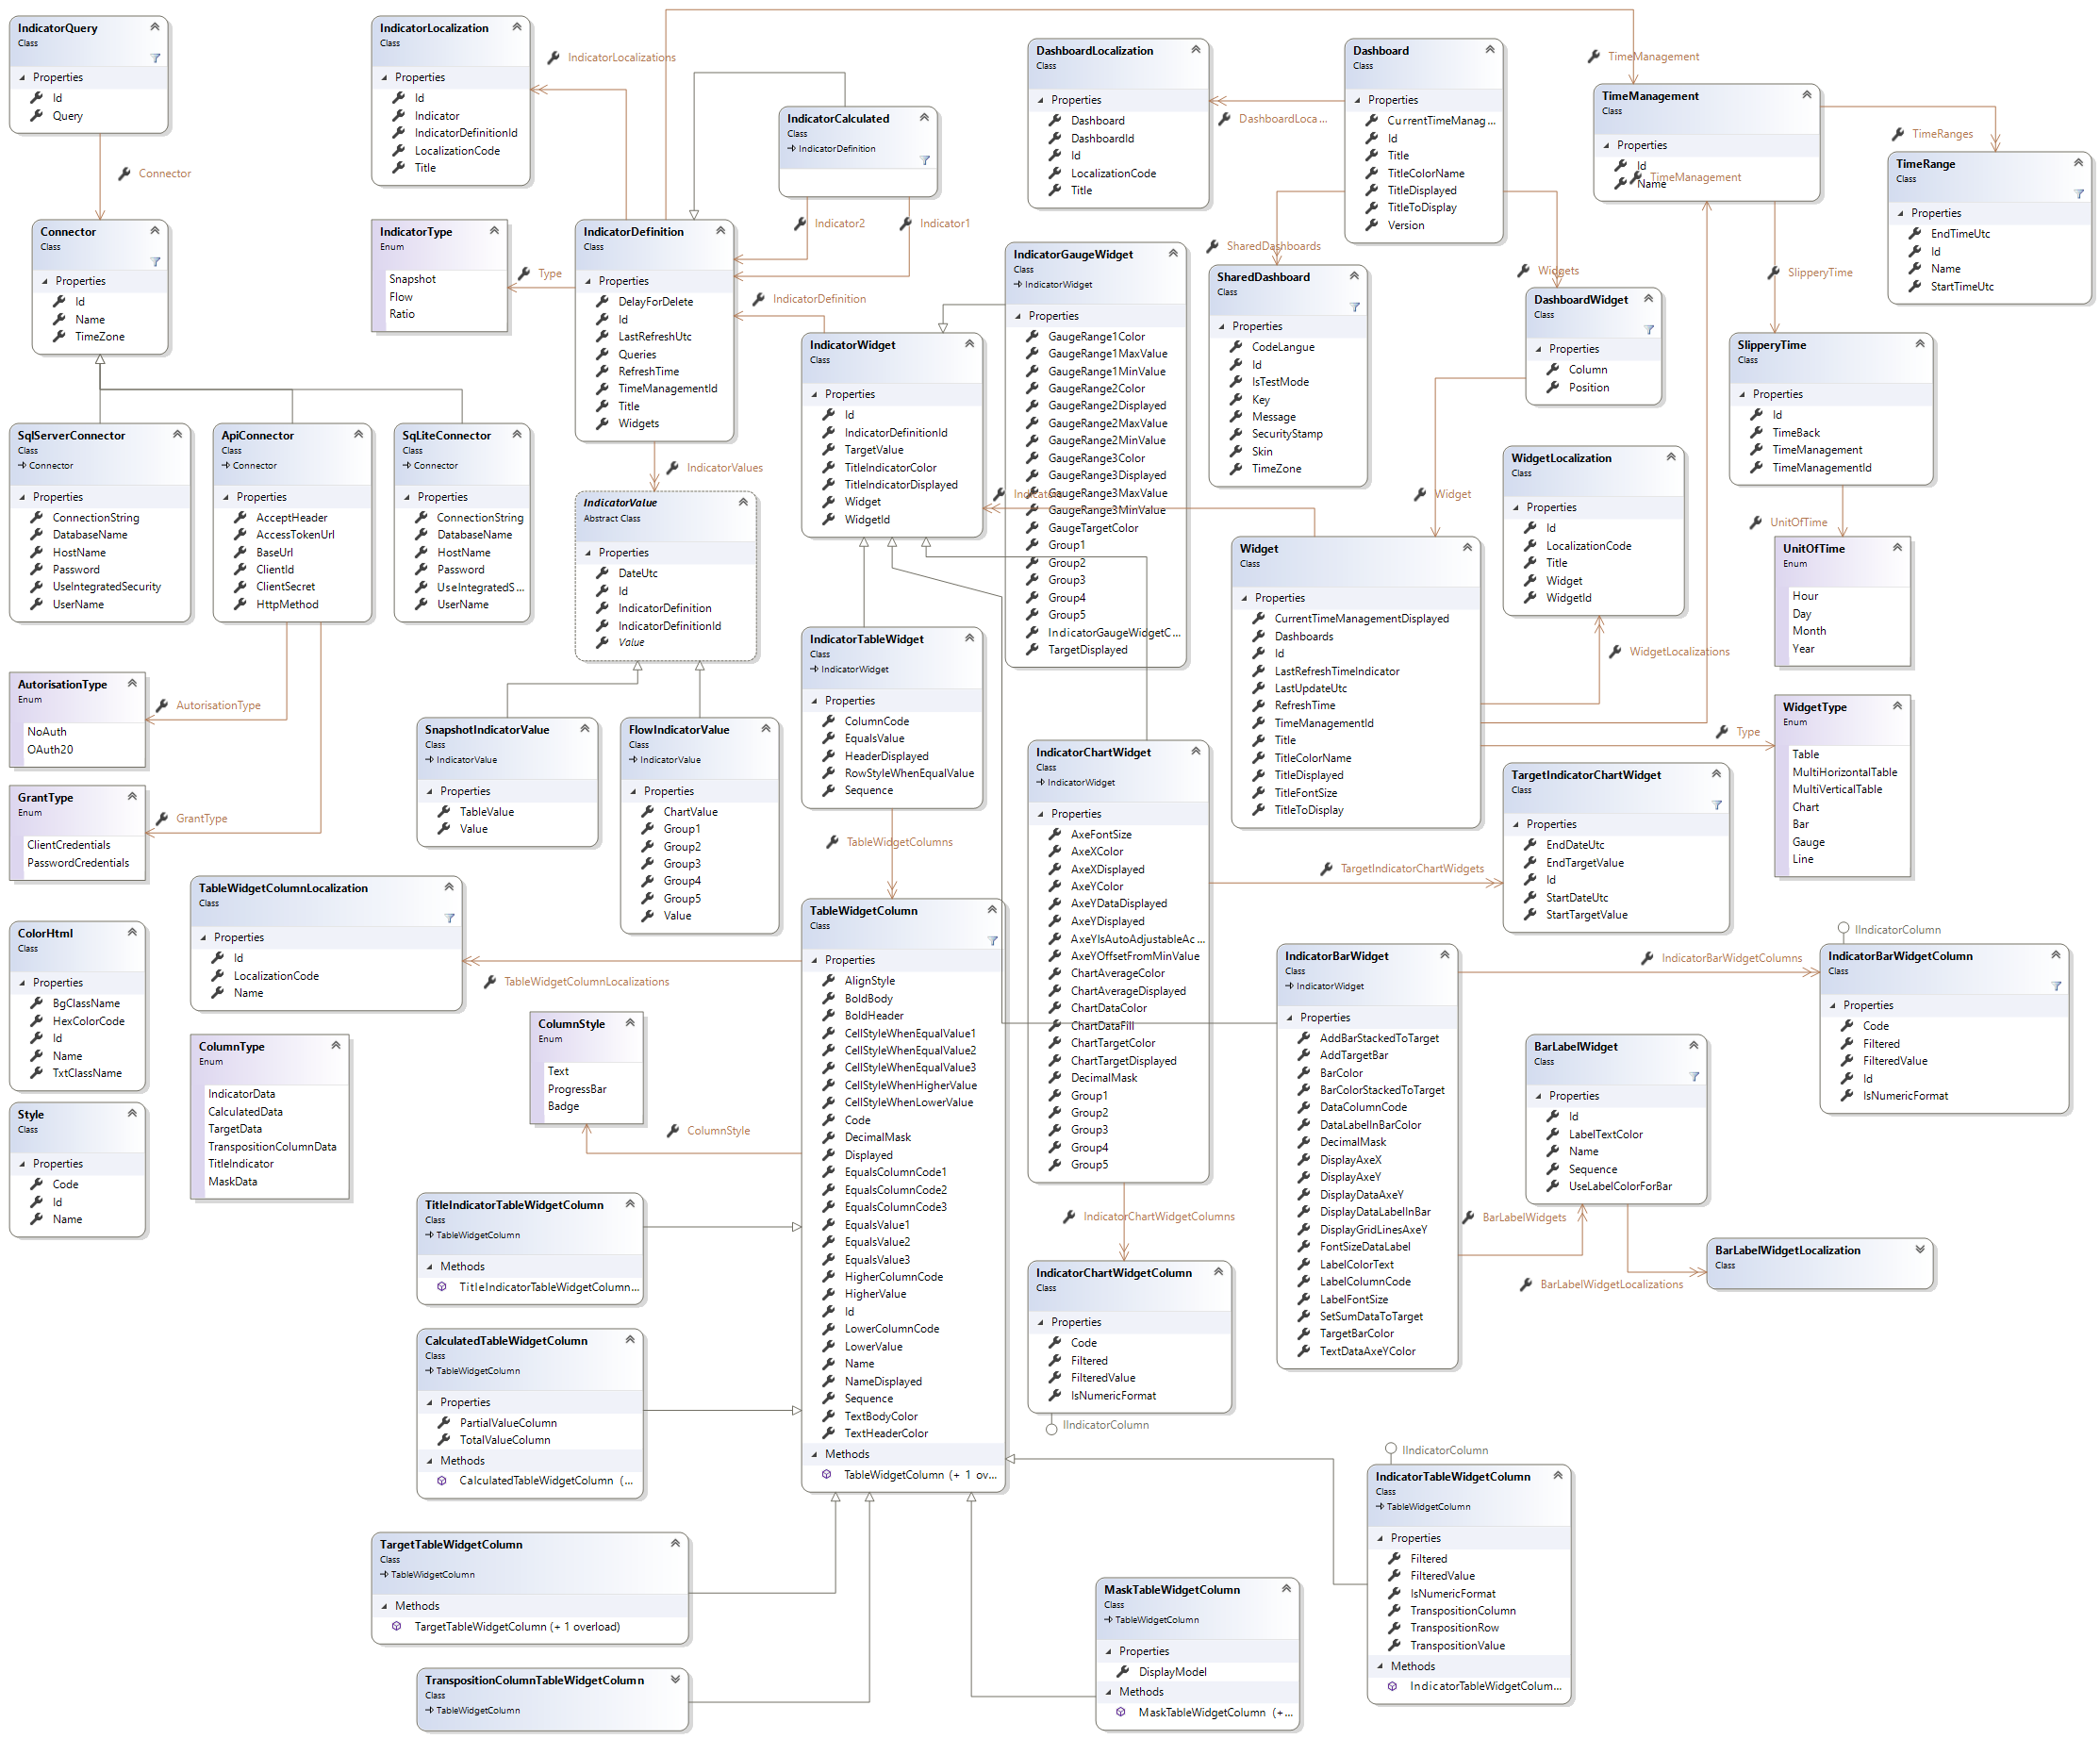 IndicatorQuery
Class
Properties
Id
Query
Connector
Connector
Class
Properties
Id
Name
TimeZone
SqlServerConnector
Class
Connector
Properties
ConnectionString
DatabaseName
HostName
Password
UseIntegratedSecurity
UserName
ApiConnector
Class
Connector
Properties
AcceptHeader
AccessTokenUrl
BaseUrl
ClientId
ClientSecret
HttpMethod
SqLiteConnector
Class
Connector
Properties
ConnectionString
DatabaseName
HostName
Password
UseIntegratedS...
UserName
AutorisationType
Enum
NoAuth
OAuth20
AutorisationType
GrantType
Enum
ClientCredentials
PasswordCredentials
GrantType
IndicatorLocalization
Class
Properties
Id
Indicator
IndicatorDefinitionId
LocalizationCode
Title
IndicatorLocalizations
IndicatorType
Enum
Snapshot
Flow
Ratio
Type
IndicatorCalculated
Class
IndicatorDefinition
Indicator2
Indicator1
IndicatorDefinition
Class
Properties
DelayForDelete
Id
LastRefreshUtc
Queries
RefreshTime
TimeManagementId
Title
Widgets
IndicatorDefinition
IndicatorValues
IndicatorValue
Abstract Class
Properties
DateUtc
Id
IndicatorDefinition
IndicatorDefinitionId
Value
SnapshotIndicatorValue
Class
IndicatorValue
Properties
TableValue
Value
FlowIndicatorValue
Class
IndicatorValue
Properties
ChartValue
Group1
Group2
Group3
Group4
Group5
Value
IndicatorWidget
Class
Properties
Id
IndicatorDefinitionId
TargetValue
TitleIndicatorColor
TitleIndicatorDisplayed
Widget
WidgetId
IndicatorGaugeWidget
Class
IndicatorWidget
Properties
GaugeRange1Color
GaugeRange1MaxValue
GaugeRange1MinValue
GaugeRange2Color
GaugeRange2Displayed
GaugeRange2MaxValue
GaugeRange2MinValue
GaugeRange3Color
GaugeRange3Displayed
GaugeRange3MaxValue
GaugeRange3MinValue
GaugeTargetColor
Group1
Group2
Group3
Group4
Group5
IndicatorGaugeWidgetC...
TargetDisplayed
DashboardLocalization
Class
Properties
Dashboard
DashboardId
Id
LocalizationCode
Title
DashboardLoca...
Dashboard
Class
Properties
CurrentTimeManag...
Id
Title
TitleColorName
TitleDisplayed
TitleToDisplay
Version
SharedDashboards
Widgets
SharedDashboard
Class
Properties
CodeLangue
Id
IsTestMode
Key
Message
SecurityStamp
Skin
TimeZone
DashboardWidget
Class
Properties
Column
Position
Widget
TimeManagement
TimeManagement
Class
Properties
Id
Name
TimeManagement
TimeRanges
TimeRange
Class
Properties
EndTimeUtc
Id
Name
StartTimeUtc
SlipperyTime
SlipperyTime
Class
Properties
Id
TimeBack
TimeManagement
TimeManagementId
UnitOfTime
UnitOfTime
Enum
Hour
Day
Month
Year
WidgetLocalization
Class
Properties
Id
LocalizationCode
Title
Widget
WidgetId
WidgetLocalizations
Widget
Class
Properties
CurrentTimeManagementDisplayed
Dashboards
Id
LastRefreshTimeIndicator
LastUpdateUtc
RefreshTime
TimeManagementId
Title
TitleColorName
TitleDisplayed
TitleFontSize
TitleToDisplay
Type
WidgetType
Enum
Table
MultiHorizontalTable
MultiVerticalTable
Chart
Bar
Gauge
Line
IndicatorTableWidget
Class
IndicatorWidget
Properties
ColumnCode
EqualsValue
HeaderDisplayed
RowStyleWhenEqualValue
Sequence
TableWidgetColumns
IndicatorChartWidget
Class
IndicatorWidget
Properties
AxeFontSize
AxeXColor
AxeXDisplayed
AxeYColor
AxeYDataDisplayed
AxeYDisplayed
AxeYIsAutoAdjustableAc...
AxeYOffsetFromMinValue
ChartAverageColor
ChartAverageDisplayed
ChartDataColor
ChartDataFill
ChartTargetColor
ChartTargetDisplayed
DecimalMask
Group1
Group2
Group3
Group4
Group5
TargetIndicatorChartWidgets
TargetIndicatorChartWidget
Class
Properties
EndDateUtc
EndTargetValue
Id
StartDateUtc
StartTargetValue
IndicatorChartWidgetColumns
IndicatorChartWidgetColumn
Class
Properties
Code
Filtered
FilteredValue
IsNumericFormat
IIndicatorColumn
IndicatorBarWidget
Class
IndicatorWidget
Properties
AddBarStackedToTarget
AddTargetBar
BarColor
BarColorStackedToTarget
DataColumnCode
DataLabelInBarColor
DecimalMask
DisplayAxeX
DisplayAxeY
DisplayDataAxeY
DisplayDataLabelInBar
DisplayGridLinesAxeY
FontSizeDataLabel
LabelColorText
LabelColumnCode
LabelFontSize
SetSumDataToTarget
TargetBarColor
TextDataAxeYColor
IndicatorBarWidgetColumns
IIndicatorColumn
IndicatorBarWidgetColumn
Class
Properties
Code
Filtered
FilteredValue
Id
IsNumericFormat
BarLabelWidget
Class
Properties
Id
LabelTextColor
Name
Sequence
UseLabelColorForBar
BarLabelWidgets
BarLabelWidgetLocalizations
BarLabelWidgetLocalization
Class
TableWidgetColumnLocalization
Class
Properties
Id
LocalizationCode
Name
TableWidgetColumnLocalizations
ColorHtml
Class
Properties
BgClassName
HexColorCode
Id
Name
TxtClassName
Style
Class
Properties
Code
Id
Name
ColumnType
Enum
IndicatorData
CalculatedData
TargetData
TranspositionColumnData
TitleIndicator
MaskData
ColumnStyle
Enum
Text
ProgressBar
Badge
ColumnStyle
TableWidgetColumn
Class
Properties
AlignStyle
BoldBody
BoldHeader
CellStyleWhenEqualValue1
CellStyleWhenEqualValue2
CellStyleWhenEqualValue3
CellStyleWhenHigherValue
CellStyleWhenLowerValue
Code
DecimalMask
Displayed
EqualsColumnCode1
EqualsColumnCode2
EqualsColumnCode3
EqualsValue1
EqualsValue2
EqualsValue3
HigherColumnCode
HigherValue
Id
LowerColumnCode
LowerValue
Name
NameDisplayed
Sequence
TextBodyColor
TextHeaderColor
Methods
TableWidgetColumn (+ 1 ov...
TitleIndicatorTableWidgetColumn
Class
TableWidgetColumn
Methods
TitleIndicatorTableWidgetColumn...
CalculatedTableWidgetColumn
Class
TableWidgetColumn
Properties
PartialValueColumn
TotalValueColumn
Methods
CalculatedTableWidgetColumn (...
TargetTableWidgetColumn
Class
TableWidgetColumn
Methods
TargetTableWidgetColumn (+ 1 overload)
TranspositionColumnTableWidgetColumn
Class
TableWidgetColumn
MaskTableWidgetColumn
Class
TableWidgetColumn
Properties
DisplayModel
Methods
MaskTableWidgetColumn (+...
IIndicatorColumn
IndicatorTableWidgetColumn
Class
TableWidgetColumn
Properties
Filtered
FilteredValue
IsNumericFormat
TranspositionColumn
TranspositionRow
TranspositionValue
Methods
IndicatorTableWidgetColum...